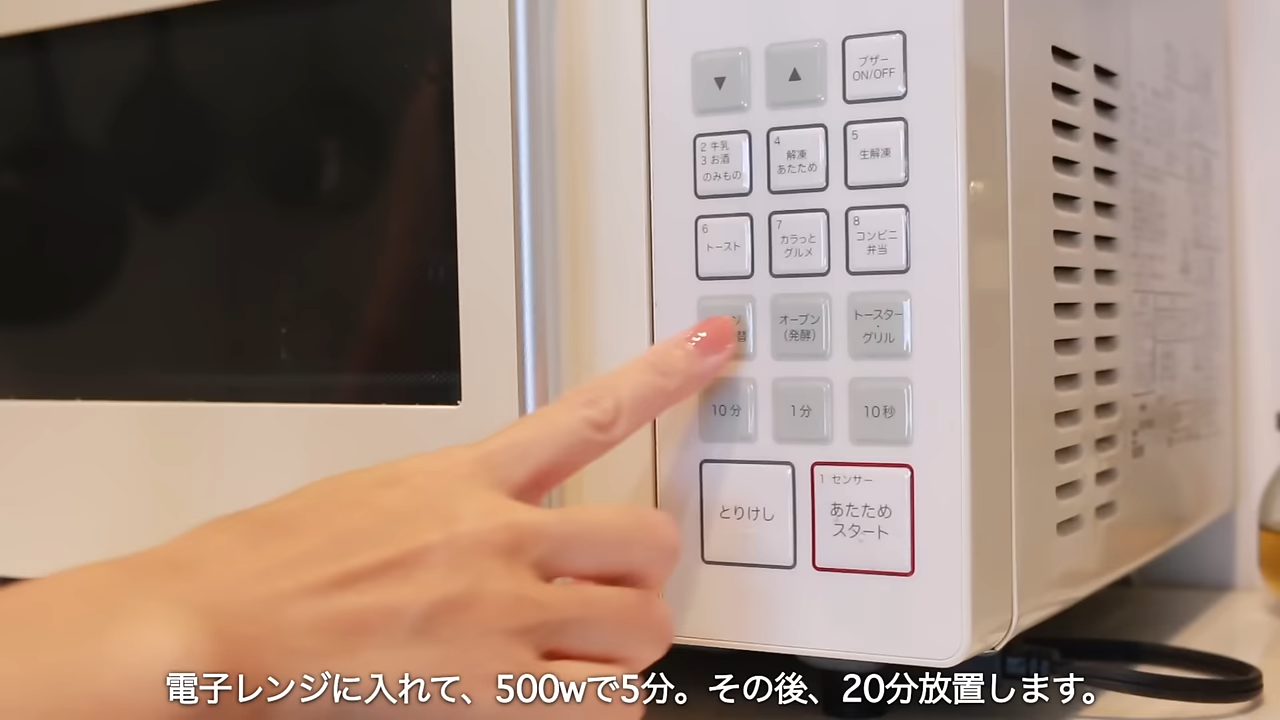 ▼
▲
ブザー
ON/OFF
2 牛乳
3 お酒
のみもの
4
解凍
あたため
5
生解凍
6
トースト
7
カラっと
グルメ
8
コンビニ
弁当
オーブン
(発酵)
トースター
・
グリル
10分
1分
10秒
とりけし
1 センサー
あたため
スタート
電子レンジに入れて、500wで5分。その後、20分放置します。